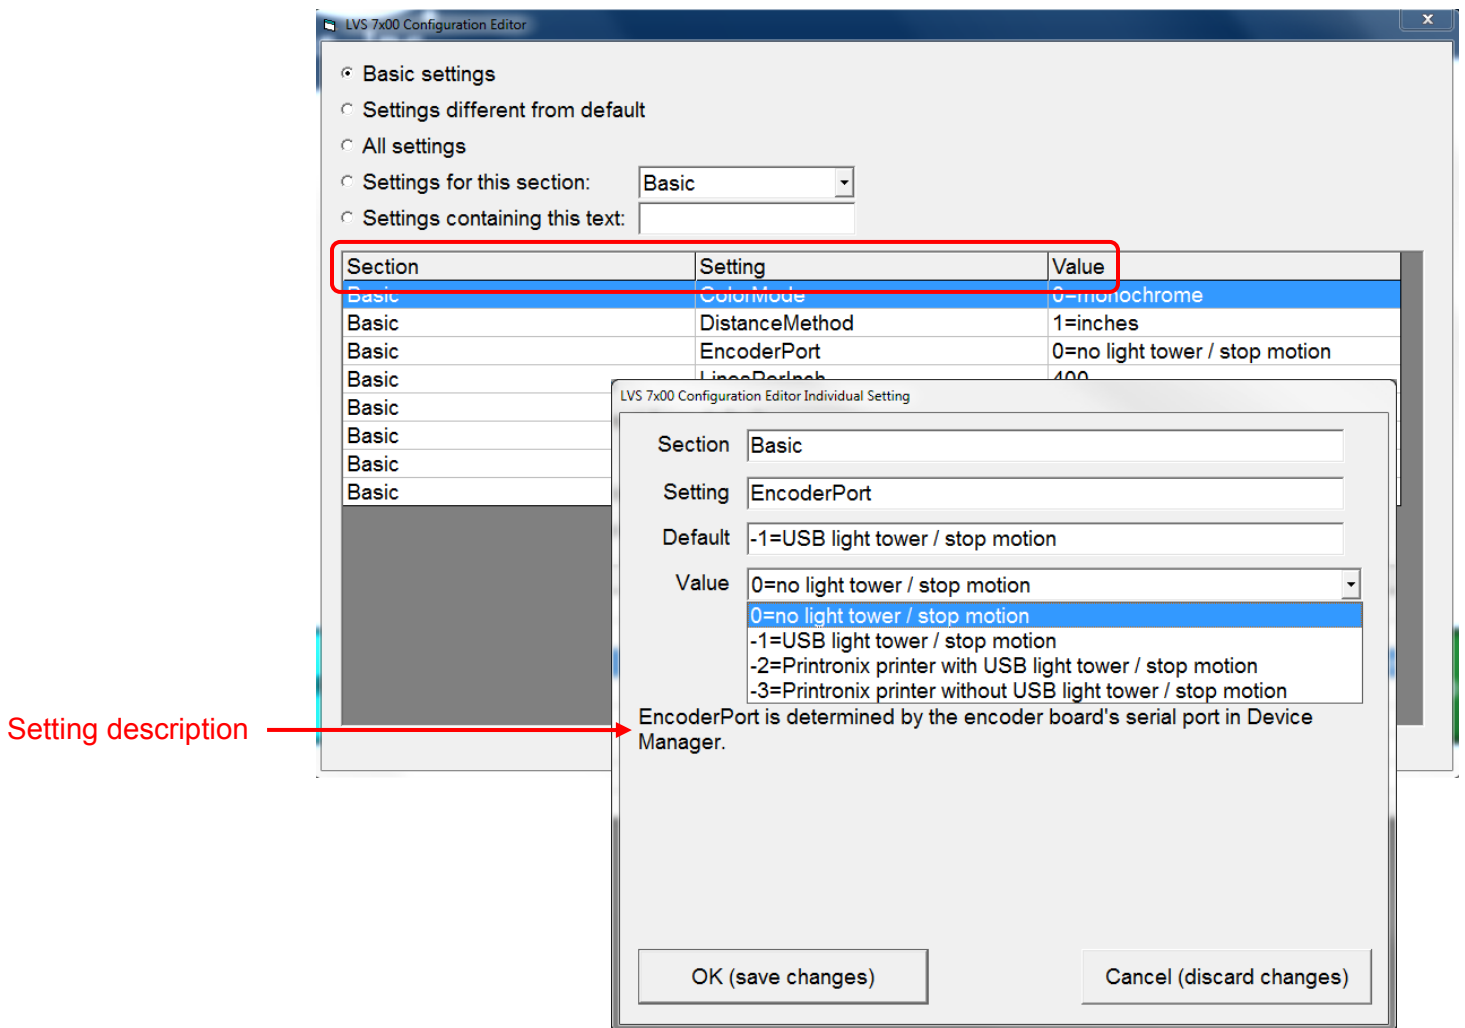 LVS 7x00 Configuration Editor
Basic settings
Settings different from default
All settings
Settings for this section: Basic
Settings containing this text:
Section Setting Value
Basic ColorMode 0=monochrome
Basic DistanceMethod 1=inches
Basic EncoderPort 0=no light tower / stop motion
Basic LinesPerInch 400
Basic
Basic
Basic
Basic
LVS 7x00 Configuration Editor Individual Setting
Section Basic
Setting EncoderPort
Default -1=USB light tower / stop motion
Value 0=no light tower / stop motion
0=no light tower / stop motion
-1=USB light tower / stop motion
-2=Printronix printer with USB light tower / stop motion
-3=Printronix printer without USB light tower / stop motion
Setting description
EncoderPort is determined by the encoder board's serial port in Device
Manager.
OK (save changes) Cancel (discard changes)